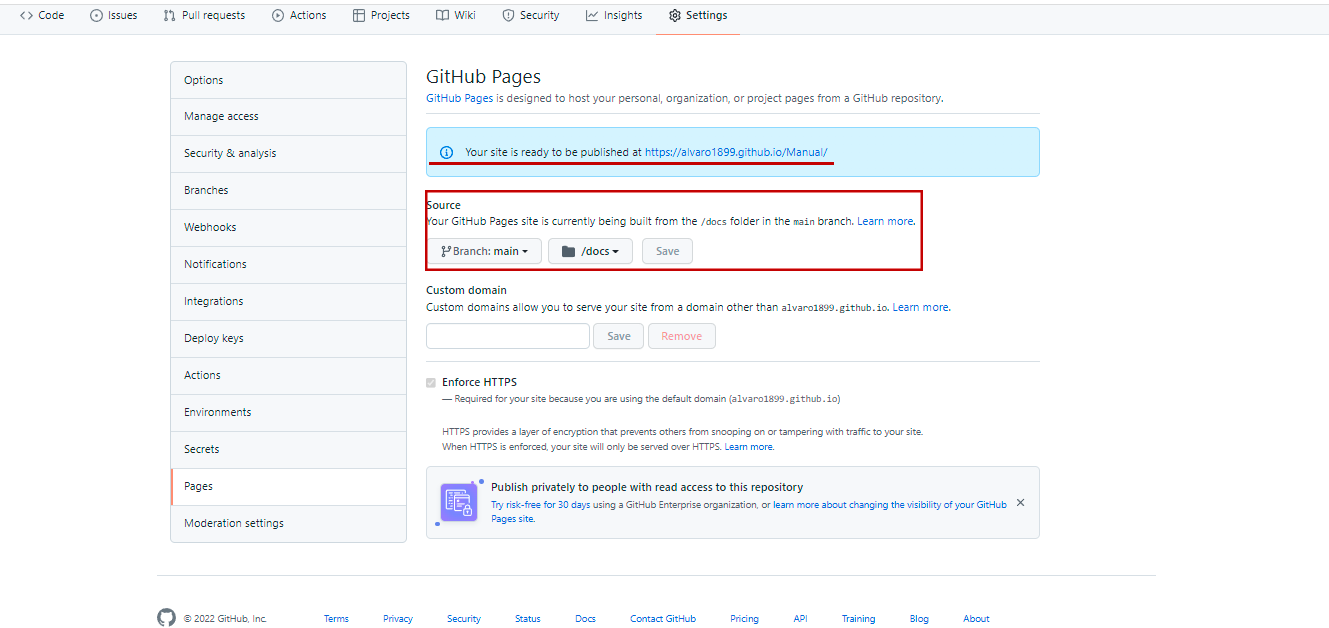 Code Issues Pull requests Actions Projects Wiki Security Insights Settings
Options
Manage access
Security & analysis
Branches
Webhooks
Notifications
Integrations
Deploy keys
Actions
Environments
Secrets
Pages
Moderation settings
GitHub Pages
GitHub Pages is designed to host your personal, organization, or project pages from a GitHub repository.
Your site is ready to be published at https://alvaro1899.github.io/Manual/
Source
Your GitHub Pages site is currently being built from the /docs folder in the main branch. Learn more.
Branch: main /docs Save
Custom domain
Custom domains allow you to serve your site from a domain other than alvaro1899.github.io. Learn more.
Save Remove
Enforce HTTPS
— Required for your site because you are using the default domain (alvaro1899.github.io)
HTTPS provides a layer of encryption that prevents others from snooping on or tampering with traffic to your site.
When HTTPS is enforced, your site will only be served over HTTPS. Learn more.
Publish privately to people with read access to this repository
Try risk-free for 30 days using a GitHub Enterprise organization, or learn more about changing the visibility of your GitHub
Pages site.
© 2022 GitHub, Inc. Terms Privacy Security Status Docs Contact GitHub Pricing API Training Blog About